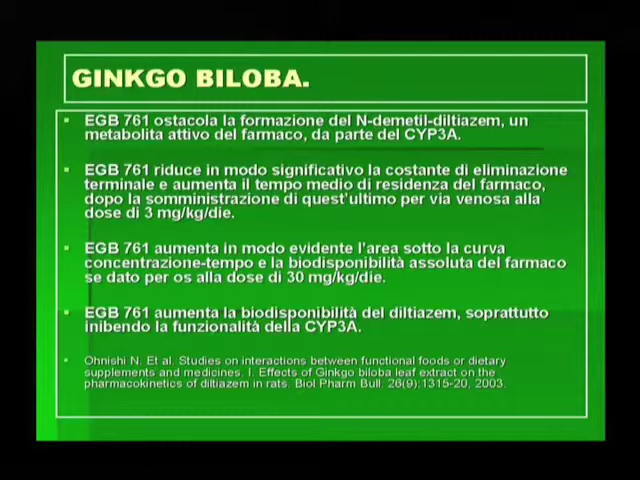 GINKGO BILOBA.
EGB 761 ostacola la formazione del N-demetil-diltiazem, un
metabolita attivo del farmaco, da parte del CYP3A.
EGB 761 riduce in modo significativo la costante di eliminazione
terminale e aumenta il tempo medio di residenza del farmaco,
dopo la somministrazione di quest'ultimo per via venosa alla
dose di 3 mg/kg/die.
EGB 761 aumenta in modo evidente l'area sotto la curva
concentrazione-tempo e la biodisponibilità assoluta del farmaco
se dato per os alla dose di 30 mg/kg/die.
EGB 761 aumenta la biodisponibilità del diltiazem, soprattutto
inibendo la funzionalità della CYP3A.
Ohnishi N. Et al. Studies on interactions between functional foods or dietary
supplements and medicines. I. Effects of Ginkgo biloba leaf extract on the
pharmacokinetics of diltiazem in rats. Biol Pharm Bull. 26(9):1315-20, 2003.